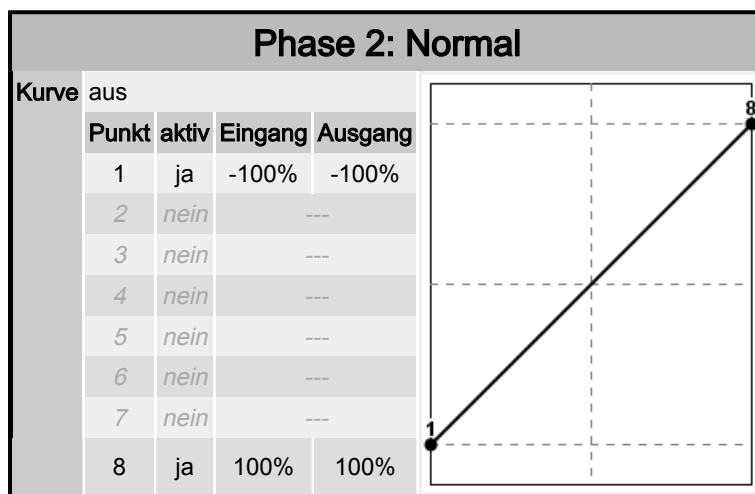 Phase 2: Normal
Kurve aus
Punkt aktiv Eingang Ausgang
1 ja -100% -100%
2 nein ---
3 nein ---
4 nein ---
5 nein ---
6 nein ---
7 nein ---
8 ja 100% 100%
8
1